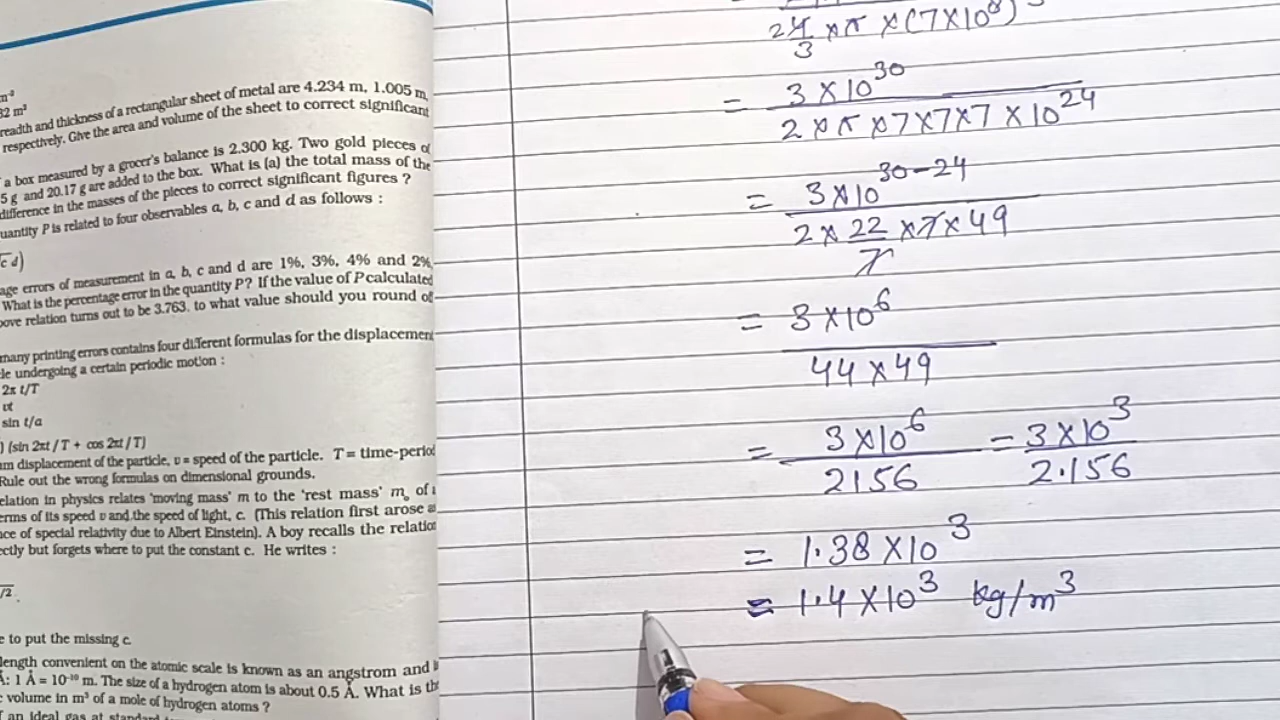 m²
readth and thickness of a rectangular sheet of metal are 4.234 m, 1.005 m,
respectively. Give the area and volume of the sheet to correct significant
a box measured by a grocer's balance is 2.300 kg. Two gold pieces of
5 g and 20.17 g are added to the box. What is (a) the total mass of the
difference in the masses of the pieces to correct significant figures ?
uantity P is related to four observables a, b, c and d as follows :
c d)
age errors of measurement in a, b, c and d are 1%, 3%, 4% and 2%,
What is the percentage error in the quantity P? If the value of P calculated
ove relation turns out to be 3.763, to what value should you round of
many printing errors contains four different formulas for the displacement
le undergoing a certain periodic motion :
2π t/T
vt
sin t/a
) (sin 2πt / T + cos 2πt / T)
um displacement of the particle, v = speed of the particle. T = time-period
Rule out the wrong formulas on dimensional grounds.
elation in physics relates 'moving mass' m to the 'rest mass' m₀ of a
erms of its speed v and the speed of light, c. (This relation first arose a
nce of special relativity due to Albert Einstein). A boy recalls the relation
ectly but forgets where to put the constant c. He writes :
/2 .
e to put the missing c.
length convenient on the atomic scale is known as an angstrom and i
Å: 1 Å = 10⁻¹⁰ m. The size of a hydrogen atom is about 0.5 Å. What is the
volume in m³ of a mole of hydrogen atoms ?
f an ideal gas at standard
× π × (7×10⁸)³
3
= 3×10³⁰
2×π×7×7×7×10²⁴
= 3×10³⁰⁻²⁴
2×22×7×49
7
= 3×10⁶
44×49
= 3×10⁶ = 3×10³
2156 2.156
= 1.38×10³
= 1.4×10³ kg/m³